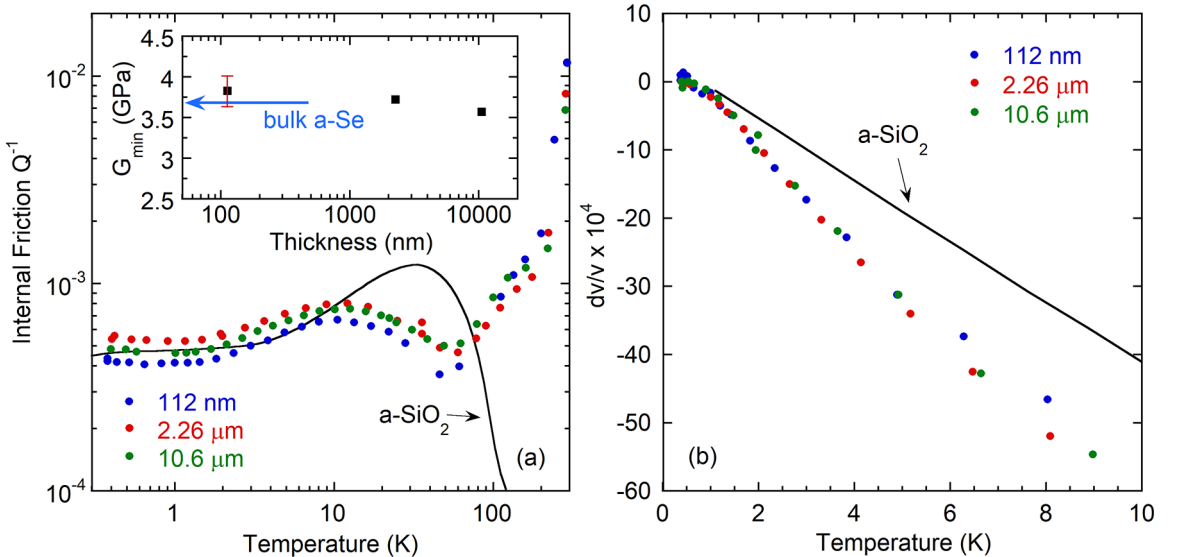 10⁻²
10⁻³
10⁻⁴
Internal Friction Q⁻¹
4.5
4
3.5
3
2.5
G_min (GPa)
bulk a-Se
100
1000
10000
Thickness (nm)
a-SiO₂
112 nm
2.26 μm
10.6 μm
(a)
1
10
100
Temperature (K)
10
0
-10
-20
-30
-40
-50
-60
dv/v x 10⁴
112 nm
2.26 μm
10.6 μm
a-SiO₂
(b)
0
2
4
6
8
10
Temperature (K)